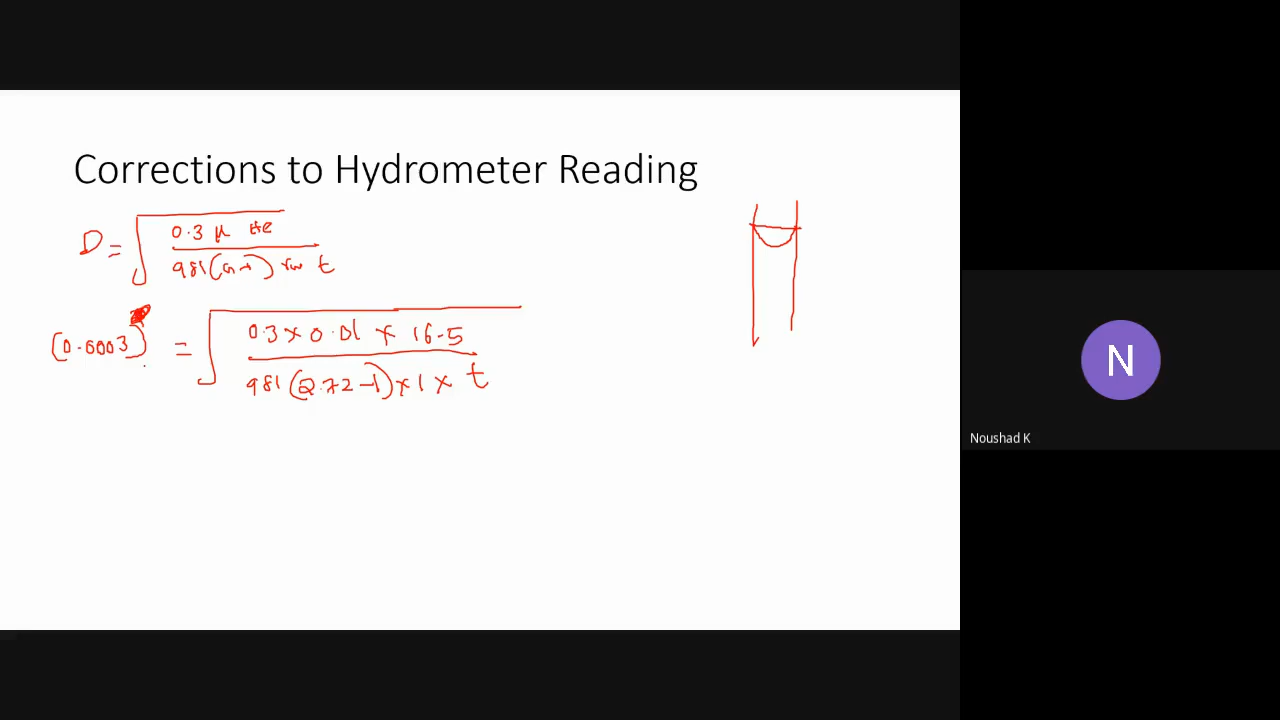 Corrections to Hydrometer Reading
D = √
0.3 μ He
981(G-1) γw t
(0.0003) = √
0.3 x 0.01 x 16.5
981 (2.72 -1) x 1 x t
N
Noushad K